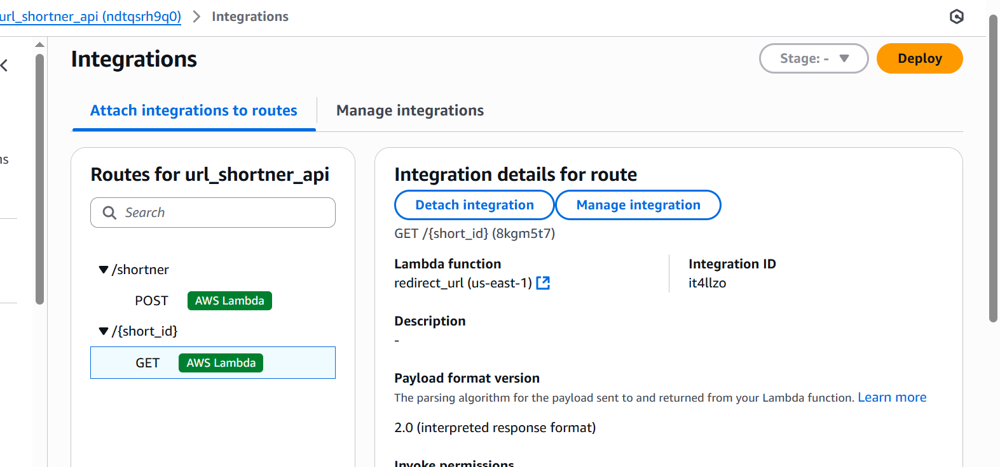 url_shortner_api (ndtqsrh9q0) > Integrations
Integrations
Stage: -
Deploy
Attach integrations to routes
Manage integrations
ns
Routes for url_shortner_api
Search
/shortner
POST AWS Lambda
/{short_id}
GET AWS Lambda
Integration details for route
Detach integration
Manage integration
GET /{short_id} (8kgm5t7)
Lambda function
redirect_url (us-east-1)
Integration ID
it4llzo
Description
-
Payload format version
The parsing algorithm for the payload sent to and returned from your Lambda function. Learn more
2.0 (interpreted response format)
Invoke permissions